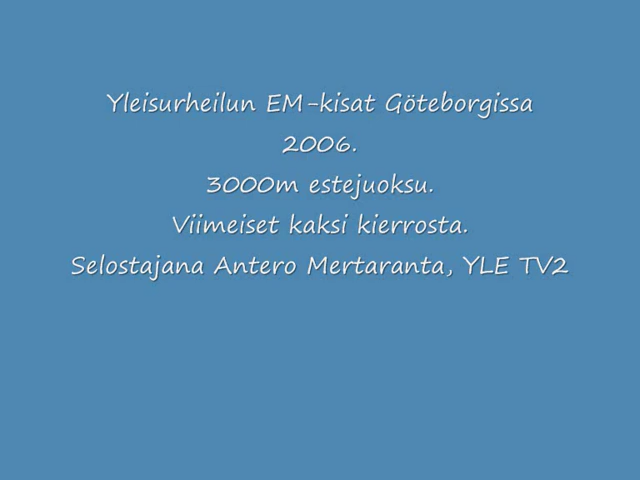 Yleisurheilun EM-kisat Göteborgissa
2006.
3000m estejuoksu.
Viimeiset kaksi kierrosta.
Selostajana Antero Mertaranta, YLE TV2